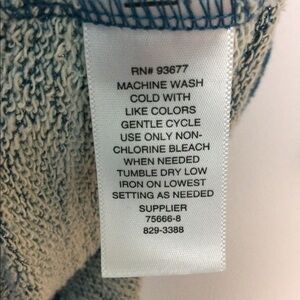 RN# 93677
MACHINE WASH
COLD WITH
LIKE COLORS
GENTLE CYCLE
USE ONLY NON-
CHLORINE BLEACH
WHEN NEEDED
TUMBLE DRY LOW
IRON ON LOWEST
SETTING AS NEEDED
SUPPLIER
75666-8
829-3388